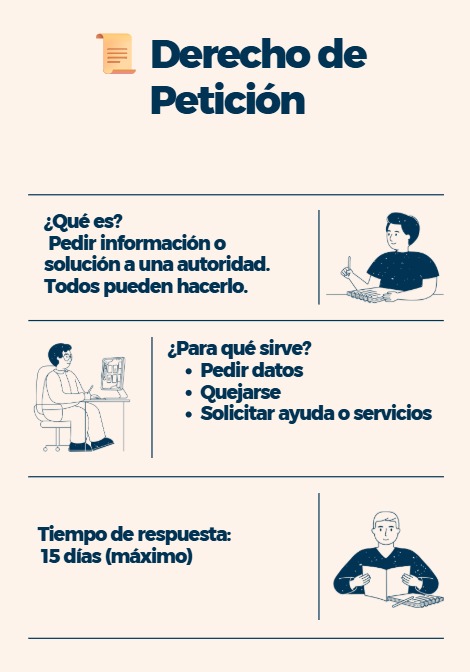 Derecho de
Petición
¿Qué es?
Pedir información o
solución a una autoridad.
Todos pueden hacerlo.
¿Para qué sirve?
• Pedir datos
• Quejarse
• Solicitar ayuda o servicios
Tiempo de respuesta:
15 días (máximo)